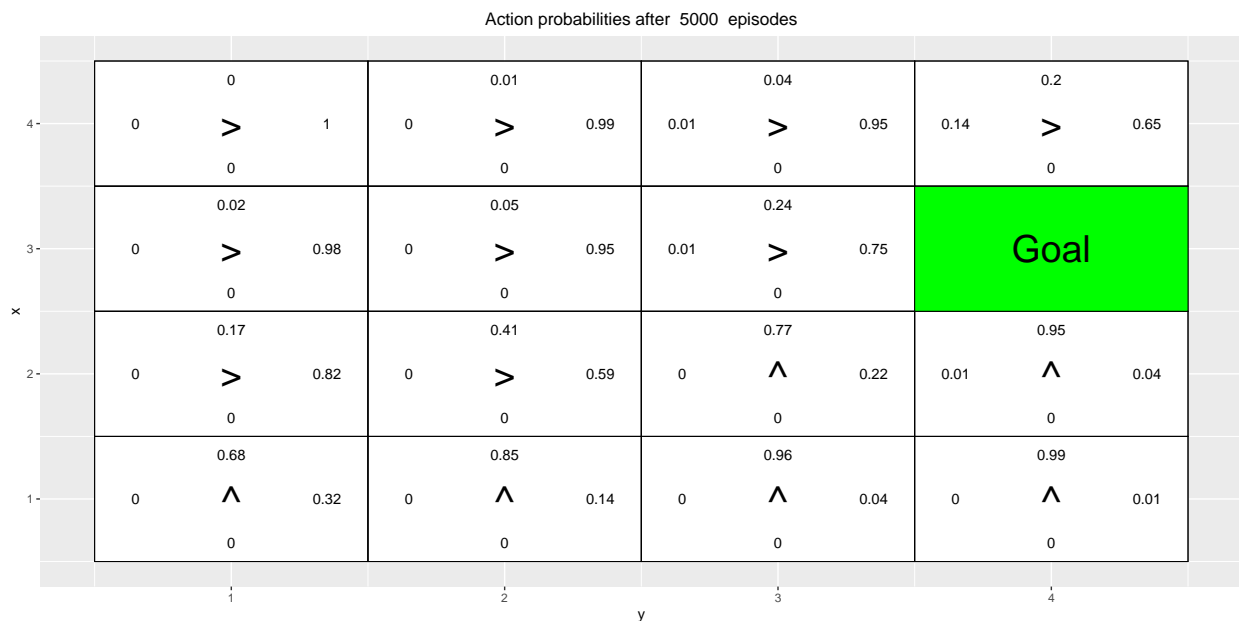 Action probabilities after 5000 episodes
0 0.01 0.04 0.2
4 0 > 1 0 > 0.99 0.01 > 0.95 0.14 > 0.65
0 0 0 0
0.02 0.05 0.24
3 0 > 0.98 0 > 0.95 0.01 > 0.75 Goal
0 0 0
0.17 0.41 0.77 0.95
2 0 > 0.82 0 > 0.59 0 ^ 0.22 0.01 ^ 0.04
0 0 0 0
0.68 0.85 0.96 0.99
1 0 ^ 0.32 0 ^ 0.14 0 ^ 0.04 0 ^ 0.01
0 0 0 0
1 2 3 4
y
x